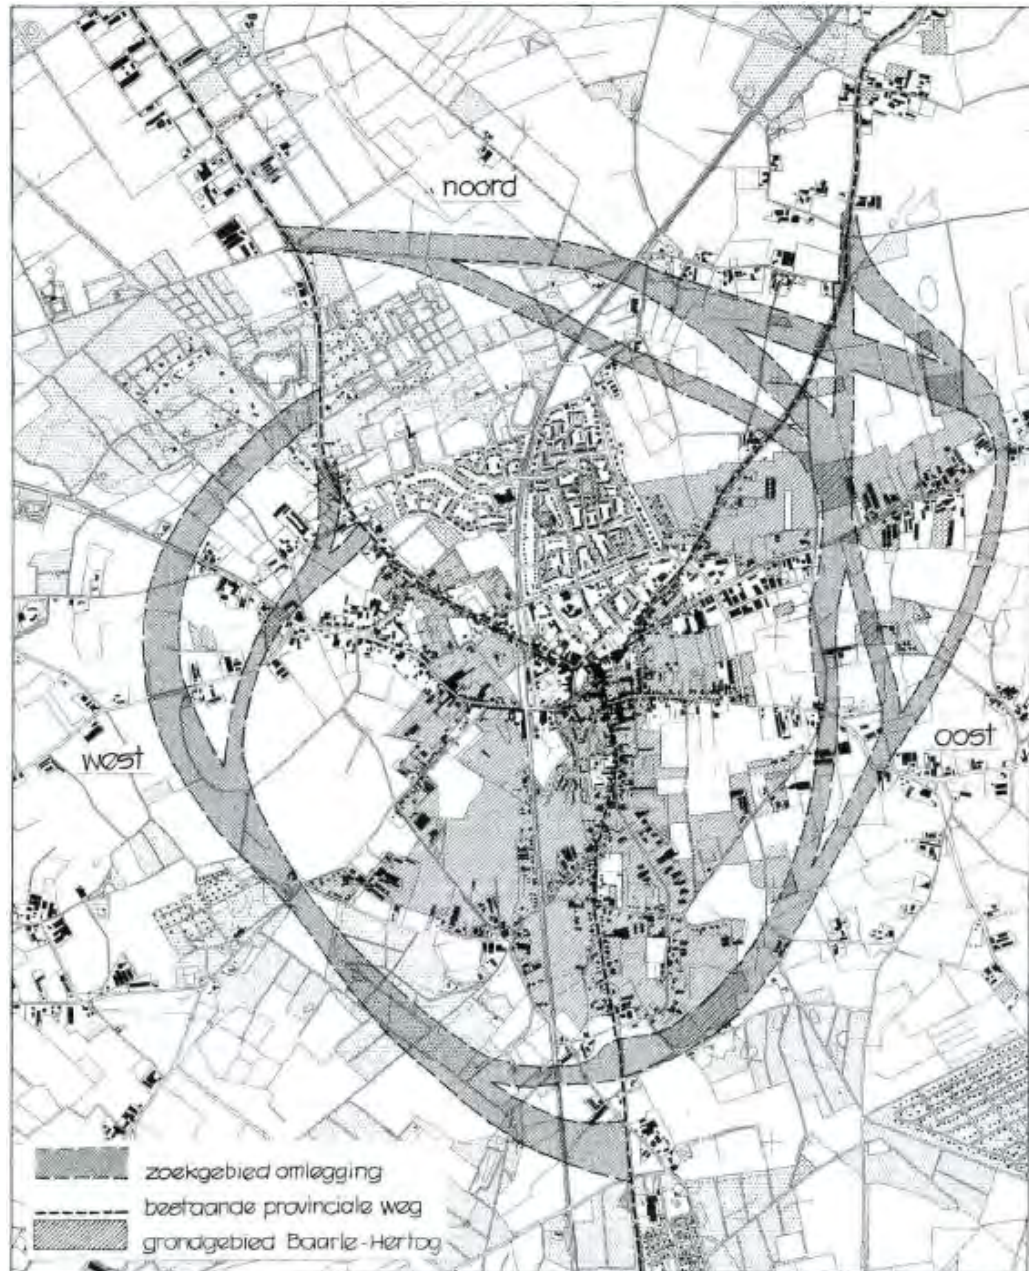 noord
west
oost
zoekgebied omlegging
bestaande provinciale weg
grondgebied Baarle-Hertog